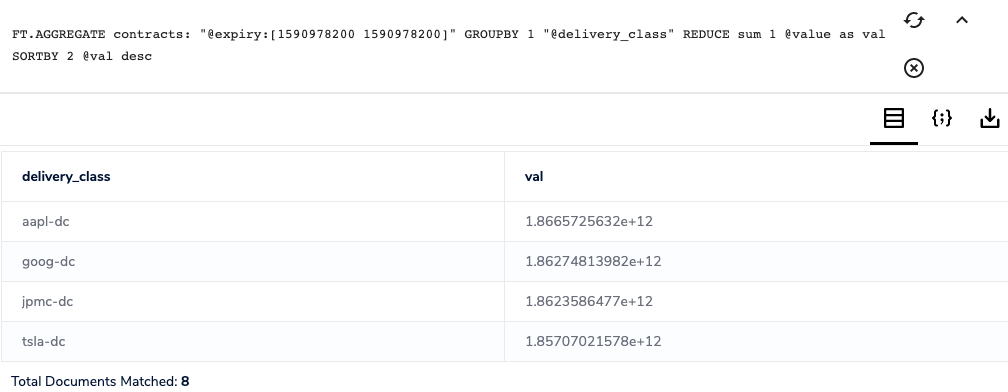 FT.AGGREGATE contracts: "@expiry:[1590978200 1590978200]" GROUPBY 1 "@delivery_class" REDUCE sum 1 @value as val
SORTBY 2 @val desc
{;}
delivery_class val
aapl-dc 1.8665725632e+12
goog-dc 1.86274813982e+12
jpmc-dc 1.8623586477e+12
tsla-dc 1.85707021578e+12
Total Documents Matched: 8